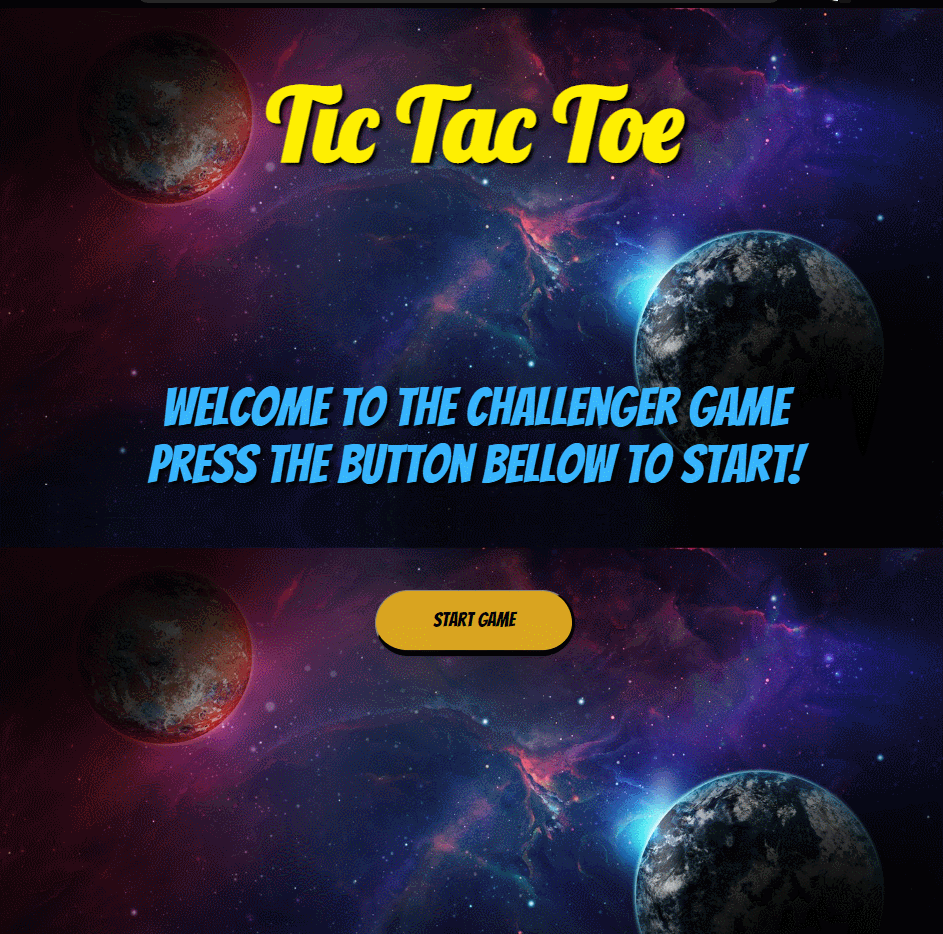 Tic Tac Toe
WELCOME TO THE CHALLENGER GAME
PRESS THE BUTTON BELLOW TO START!
START GAME